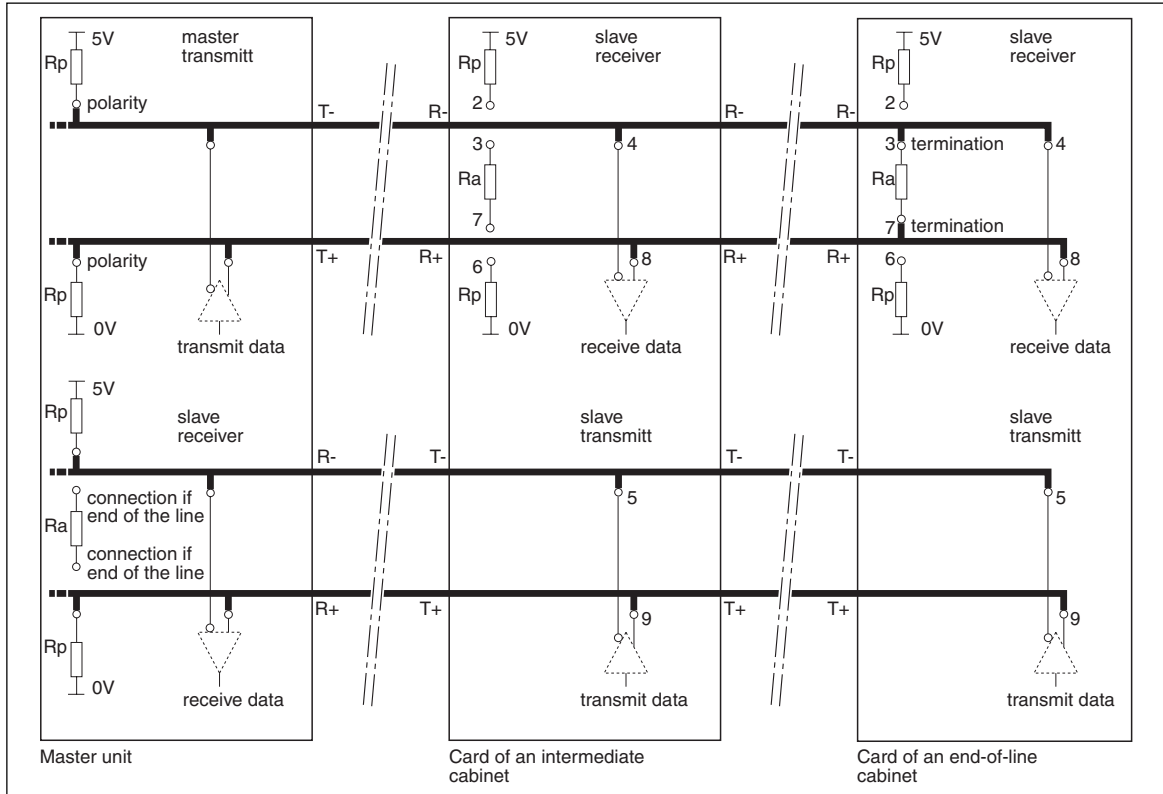 5V
master
transmitt
Rp
polarity
T-
polarity
T+
Rp
0V
transmit data
5V
slave
receiver
Rp
2
R-
R-
3
4
Ra
7
R+
R+
6
8
Rp
0V
receive data
5V
slave
receiver
Rp
2
R-
3
termination
4
Ra
7
termination
R+
6
8
Rp
0V
receive data
5V
Rp
slave
receiver
R-
connection if
end of the line
Ra
connection if
end of the line
R+
Rp
0V
receive data
slave
transmitt
T-
T-
5
T+
T+
9
transmit data
slave
transmitt
T-
5
T+
9
transmit data
Master unit
Card of an intermediate
cabinet
Card of an end-of-line
cabinet